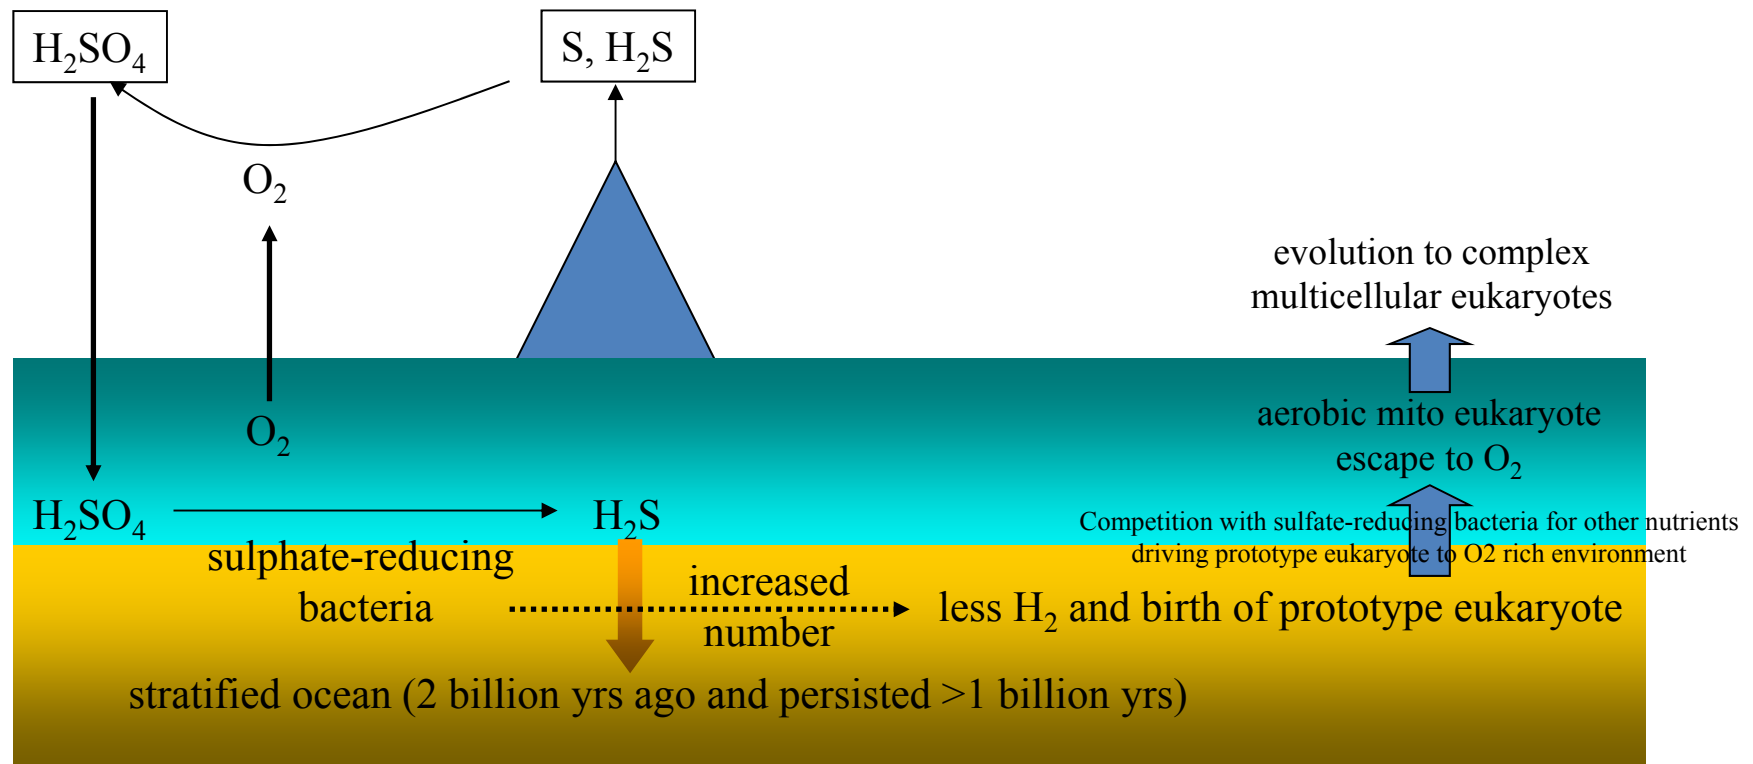 H₂SO₄
S, H₂S
O₂
evolution to complex
multicellular eukaryotes
O₂
aerobic mito eukaryote
escape to O₂
H₂SO₄
H₂S
Competition with sulfate-reducing bacteria for other nutrients
driving prototype eukaryote to O2 rich environment
sulphate-reducing
bacteria
increased
number
less H₂ and birth of prototype eukaryote
stratified ocean (2 billion yrs ago and persisted >1 billion yrs)